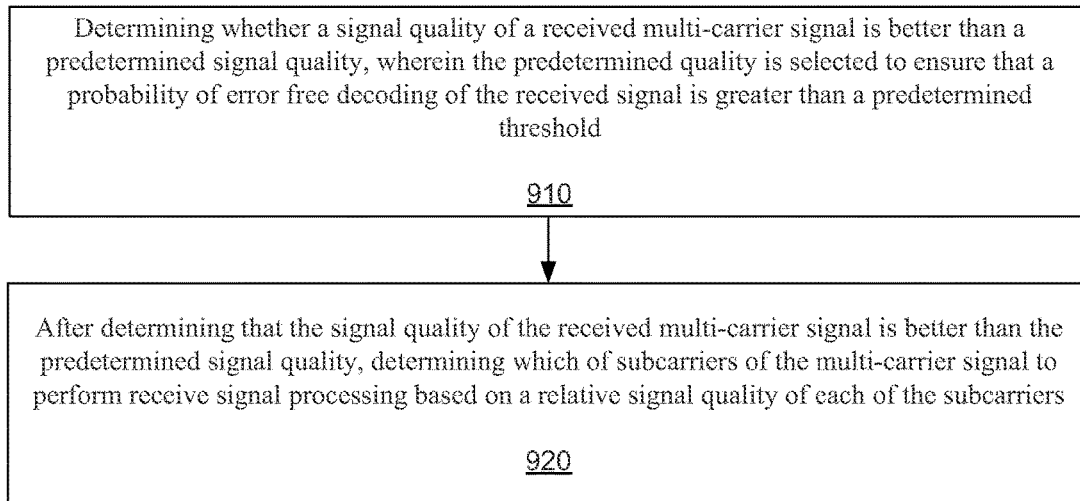 Determining whether a signal quality of a received multi-carrier signal is better than a
predetermined signal quality, wherein the predetermined quality is selected to ensure that a
probability of error free decoding of the received signal is greater than a predetermined
threshold
910
After determining that the signal quality of the received multi-carrier signal is better than the
predetermined signal quality, determining which of subcarriers of the multi-carrier signal to
perform receive signal processing based on a relative signal quality of each of the subcarriers
920